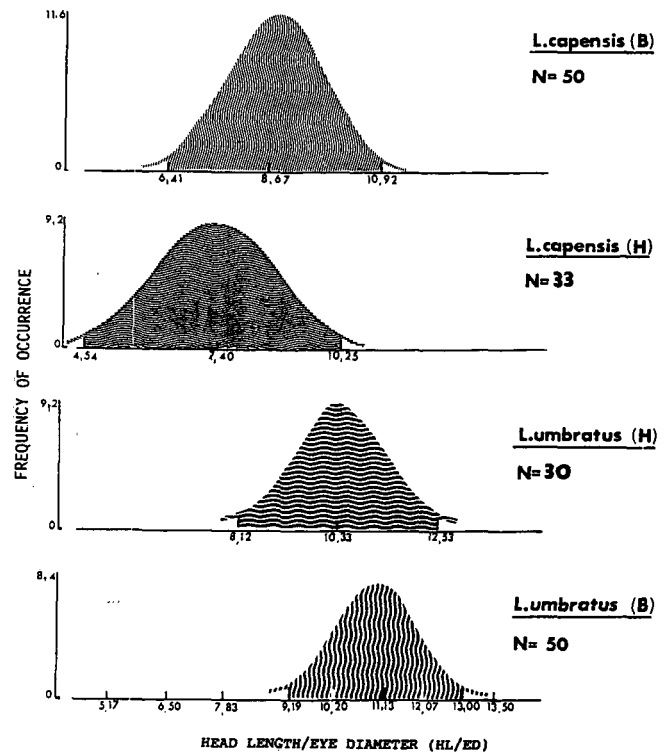 11.6
L.capensis (B)
N= 50
0
6,41 8,67 10,92
9,2
L.capensis (H)
N= 33
0
4,54 7,40 10,25
FREQUENCY OF OCCURRENCE
9,2
L.umbratus (H)
N= 30
0
8,12 10,33 12,53
8,4
L.umbratus (B)
N= 50
0
5,17 6,50 7,83 9,19 10,20 11,13 12,07 13,00 13,50
HEAD LENGTH/EYE DIAMETER (HL/ED)